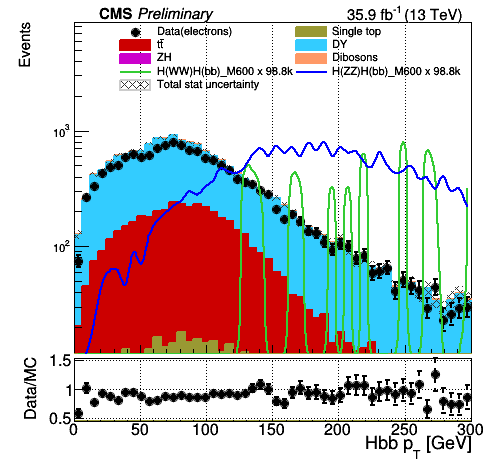 CMS Preliminary 35.9 fb⁻¹ (13 TeV)
Data(electrons) Single top
tt̄ DY
ZH Dibosons
H(WW)H(bb)_M600 x 98.8k H(ZZ)H(bb)_M600 x 98.8k
Total stat uncertainty
Events
10³
10²
Data/MC
1.5
1
0.5
0 50 100 150 200 250 300
Hbb p_T [GeV]